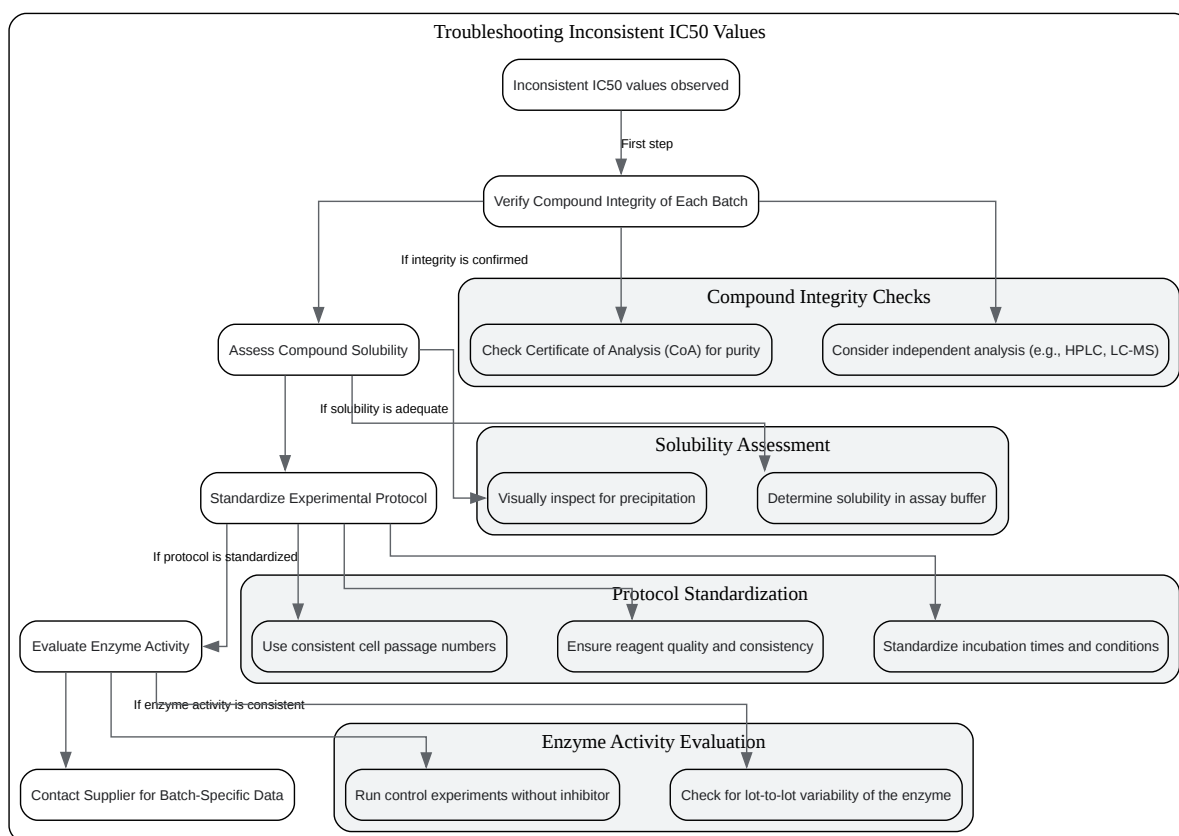 Troubleshooting Inconsistent IC50 Values
Inconsistent IC50 values observed
First step
Verify Compound Integrity of Each Batch
If integrity is confirmed
Compound Integrity Checks
Assess Compound Solubility
Check Certificate of Analysis (CoA) for purity
Consider independent analysis (e.g., HPLC, LC-MS)
If solubility is adequate
Solubility Assessment
Standardize Experimental Protocol
Visually inspect for precipitation
Determine solubility in assay buffer
If protocol is standardized
Protocol Standardization
Evaluate Enzyme Activity
Use consistent cell passage numbers
Ensure reagent quality and consistency
Standardize incubation times and conditions
If enzyme activity is consistent
Enzyme Activity Evaluation
Contact Supplier for Batch-Specific Data
Run control experiments without inhibitor
Check for lot-to-lot variability of the enzyme